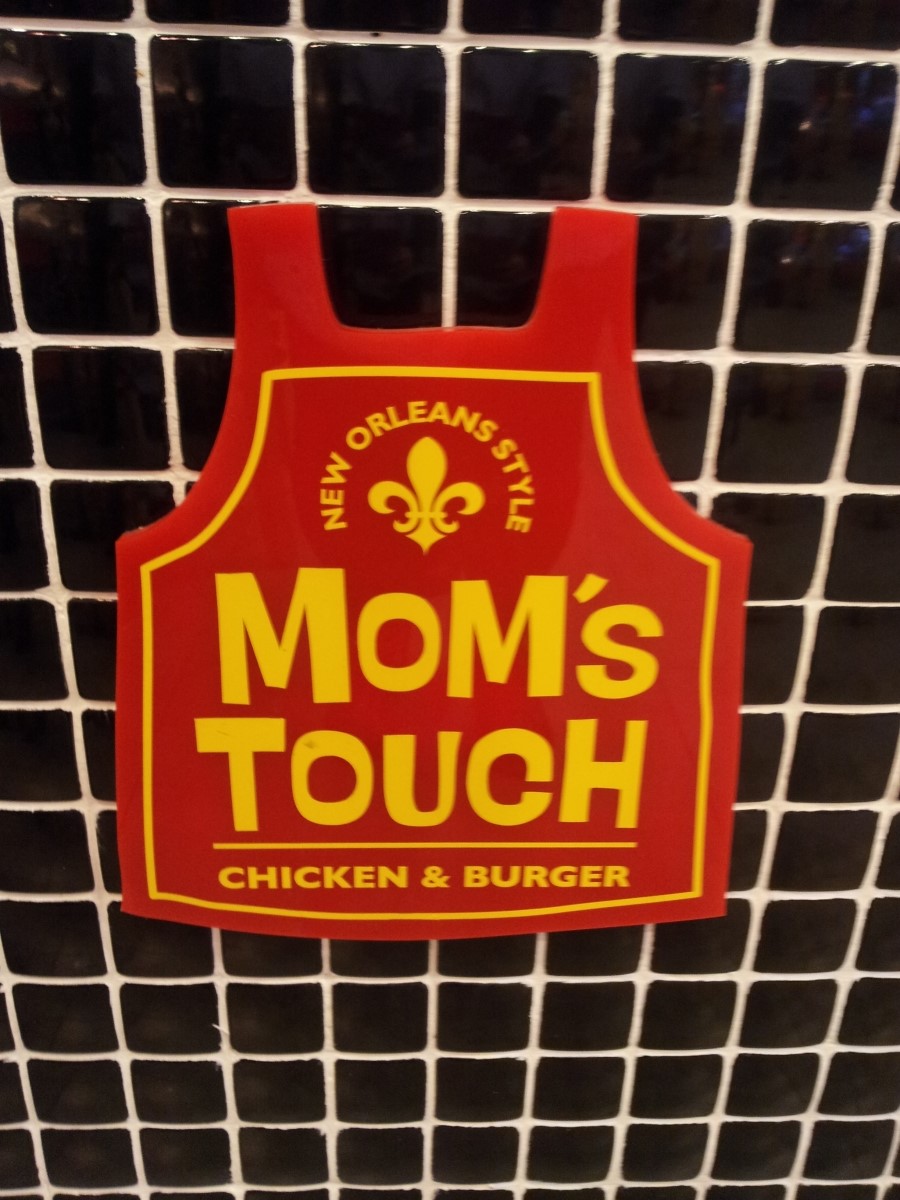 NEW ORLEANS STYLE
MOM'S
TOUCH
CHICKEN & BURGER